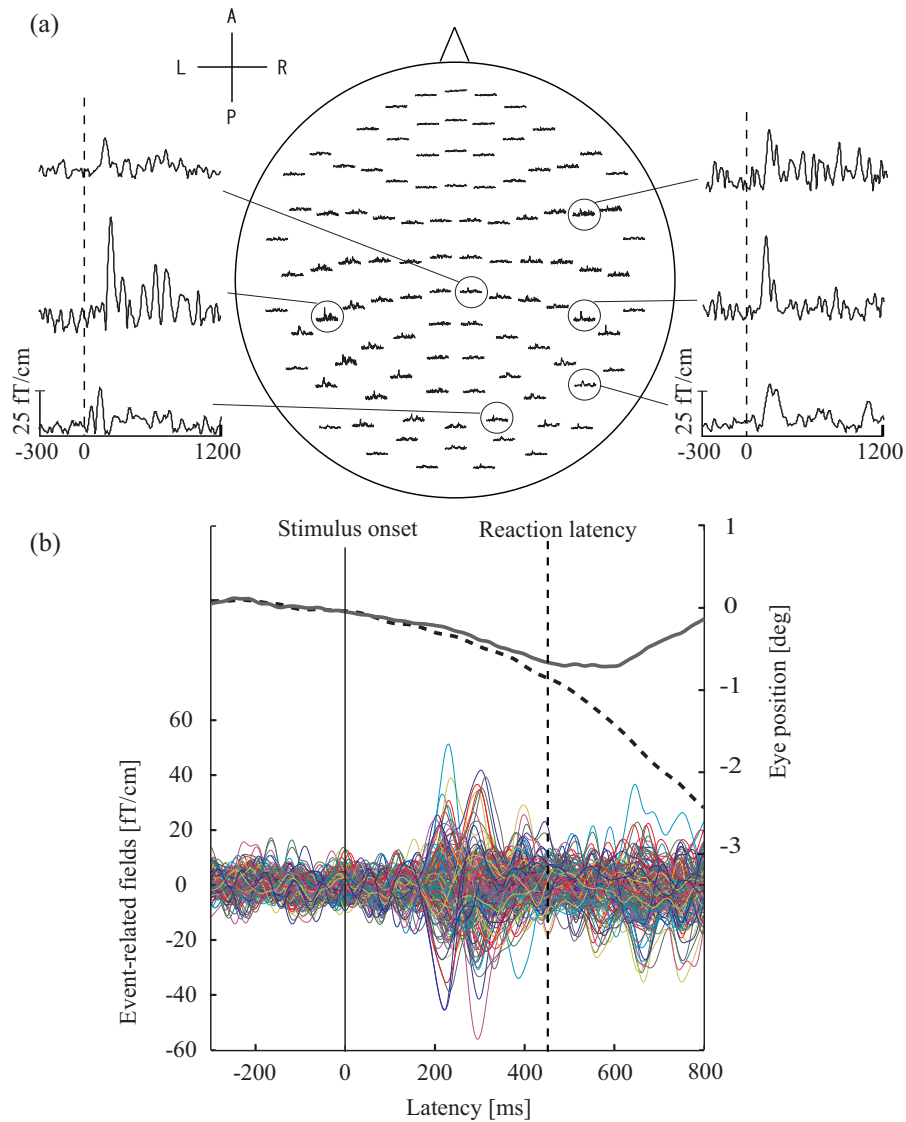 (a)
A
L R
P
25 fT/cm
-300 0 1200
25 fT/cm
-300 0 1200
(b)
Stimulus onset Reaction latency
1
0
-1
-2
-3
Eye position [deg]
60
40
20
0
-20
-40
-60
Event-related fields [fT/cm]
-200 0 200 400 600 800
Latency [ms]